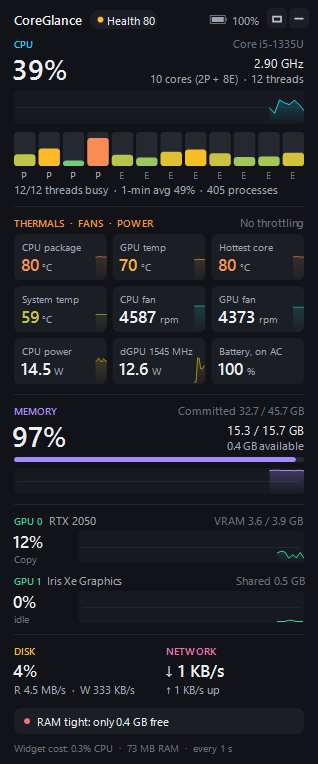 CoreGlance Health 80 100%
CPU Core i5-1335U
39% 2.90 GHz
10 cores (2P + 8E) · 12 threads
P P P P E E E E E E E E
12/12 threads busy · 1-min avg 49% · 405 processes
THERMALS · FANS · POWER No throttling
CPU package GPU temp Hottest core
80 °C 70 °C 80 °C
System temp CPU fan GPU fan
59 °C 4587 rpm 4373 rpm
CPU power dGPU 1545 MHz Battery, on AC
14.5 W 12.6 W 100 %
MEMORY Committed 32.7 / 45.7 GB
97% 15.3 / 15.7 GB
0.4 GB available
GPU 0 RTX 2050 VRAM 3.6 / 3.9 GB
12%
Copy
GPU 1 Iris Xe Graphics Shared 0.5 GB
0%
idle
DISK NETWORK
4% ↓ 1 KB/s
R 4.5 MB/s · W 333 KB/s ↑ 1 KB/s up
RAM tight: only 0.4 GB free
Widget cost: 0.3% CPU · 73 MB RAM · every 1 s